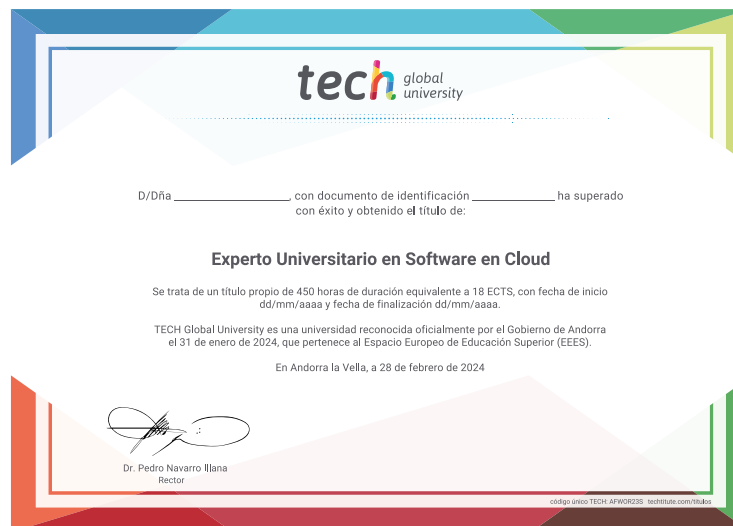 tech global university
D/Dña ________________, con documento de identificación ____________ ha superado
con éxito y obtenido el título de:
Experto Universitario en Software en Cloud
Se trata de un título propio de 450 horas de duración equivalente a 18 ECTS, con fecha de inicio
dd/mm/aaaa y fecha de finalización dd/mm/aaaa.
TECH Global University es una universidad reconocida oficialmente por el Gobierno de Andorra
el 31 de enero de 2024, que pertenece al Espacio Europeo de Educación Superior (EEES).
En Andorra la Vella, a 28 de febrero de 2024
Dr. Pedro Navarro Illana
Rector
código único TECH: AFWOR23S techtitute.com/titulos